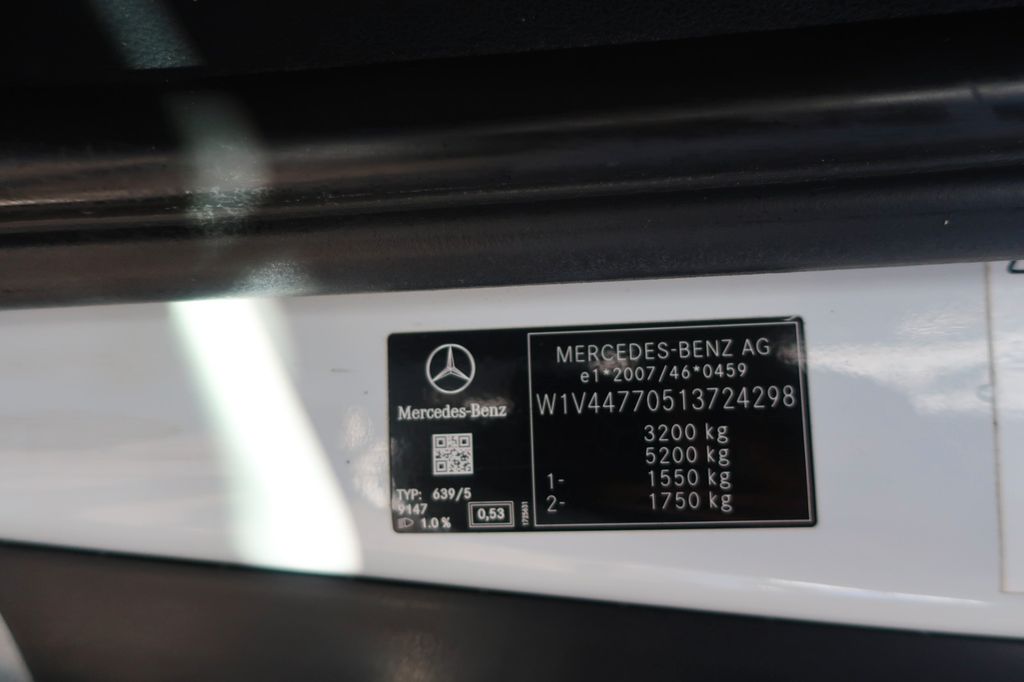 Mercedes-Benz
TYP: 639/5
9147
1.0 %
0,53
1725631
MERCEDES-BENZ AG
e1*2007/46*0459
W1V44770513724298
3200 kg
5200 kg
1- 1550 kg
2- 1750 kg